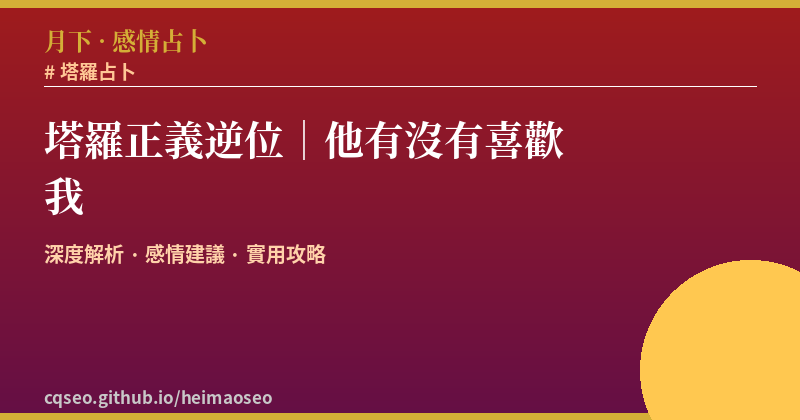 月下 · 感情占卜
# 塔羅占卜
塔羅正義逆位｜他有沒有喜歡
我
深度解析 · 感情建議 · 實用攻略
cqseo.github.io/heimaoseo